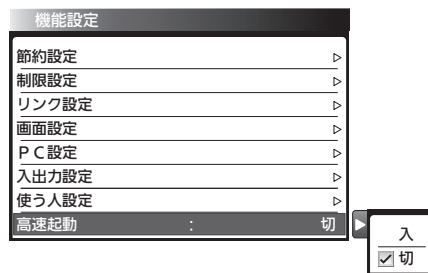 機能設定
節約設定
制限設定
リンク設定
画面設定
ＰＣ設定
入出力設定
使う人設定
高速起動 : 切
入
切